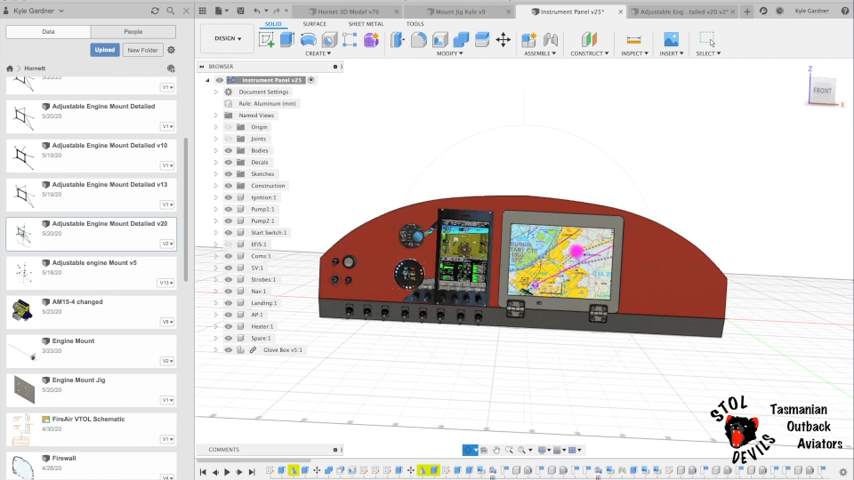 Kyle Gardner
Data
People
Upload
New Folder
Hornett
5/20/20
V1
Adjustable Engine Mount Detailed
5/20/20
V1
Adjustable Engine Mount Detailed v10
5/19/20
V1
Adjustable Engine Mount Detailed v13
5/19/20
V1
Adjustable Engine Mount Detailed v20
5/20/20
V2
Adjustable engine Mount v5
5/18/20
V13
AM15-4 changed
Engine Mount
3/23/20
V2
Engine Mount Jig
5/20/20
V1
FireAir VTOL Schematic
4/30/20
V1
Firewall
4/28/20
Hornet 3D Model v76
Mount Jig Kyle v9
Instrument Panel v25*
Adjustable Eng...tailed v20 v2*
Kyle Gardner
DESIGN
SOLID
SURFACE
SHEET METAL
TOOLS
CREATE
MODIFY
ASSEMBLE
CONSTRUCT
INSPECT
INSERT
SELECT
BROWSER
Instrument Panel v25
Document Settings
Rule: Aluminum (mm)
Named Views
Origin
Joints
Bodies
Decals
Sketches
Construction
Ignition:1
Pump1:1
Pump2:1
Start Switch:1
EFIS:1
Coms:1
SV:1
Strobes:1
Nav:1
Landing:1
AP:1
Heater:1
Spare:1
Glove Box v5:1
Z
FRONT
X
COMMENTS
STOL
DEVILS
Tasmanian
Outback
Aviators